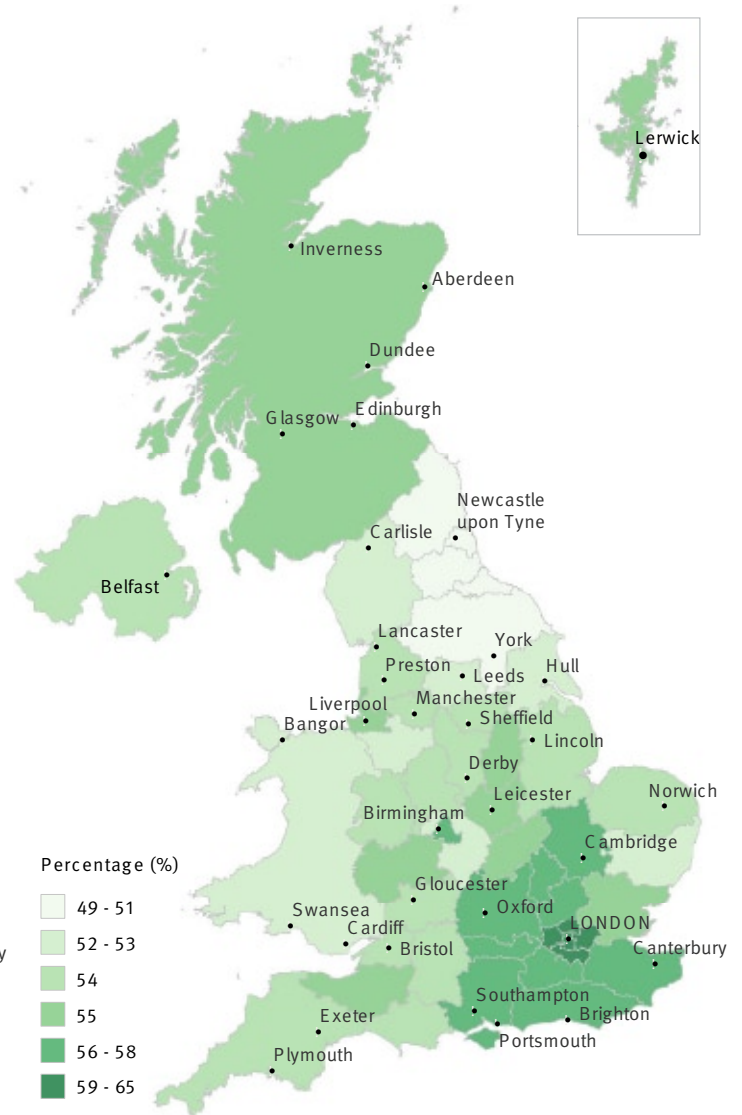 Lerwick
Inverness
Aberdeen
Dundee
Edinburgh
Glasgow
Newcastle
upon Tyne
Carlisle
Belfast
Lancaster
York
Preston
Leeds
Hull
Liverpool
Manchester
Bangor
Sheffield
Lincoln
Derby
Leicester
Norwich
Birmingham
Cambridge
Gloucester
Oxford
Swansea
LONDON
Cardiff
Bristol
Canterbury
Southampton
Brighton
Portsmouth
Exeter
Plymouth
Percentage (%)
49 - 51
52 - 53
54
55
56 - 58
59 - 65
y